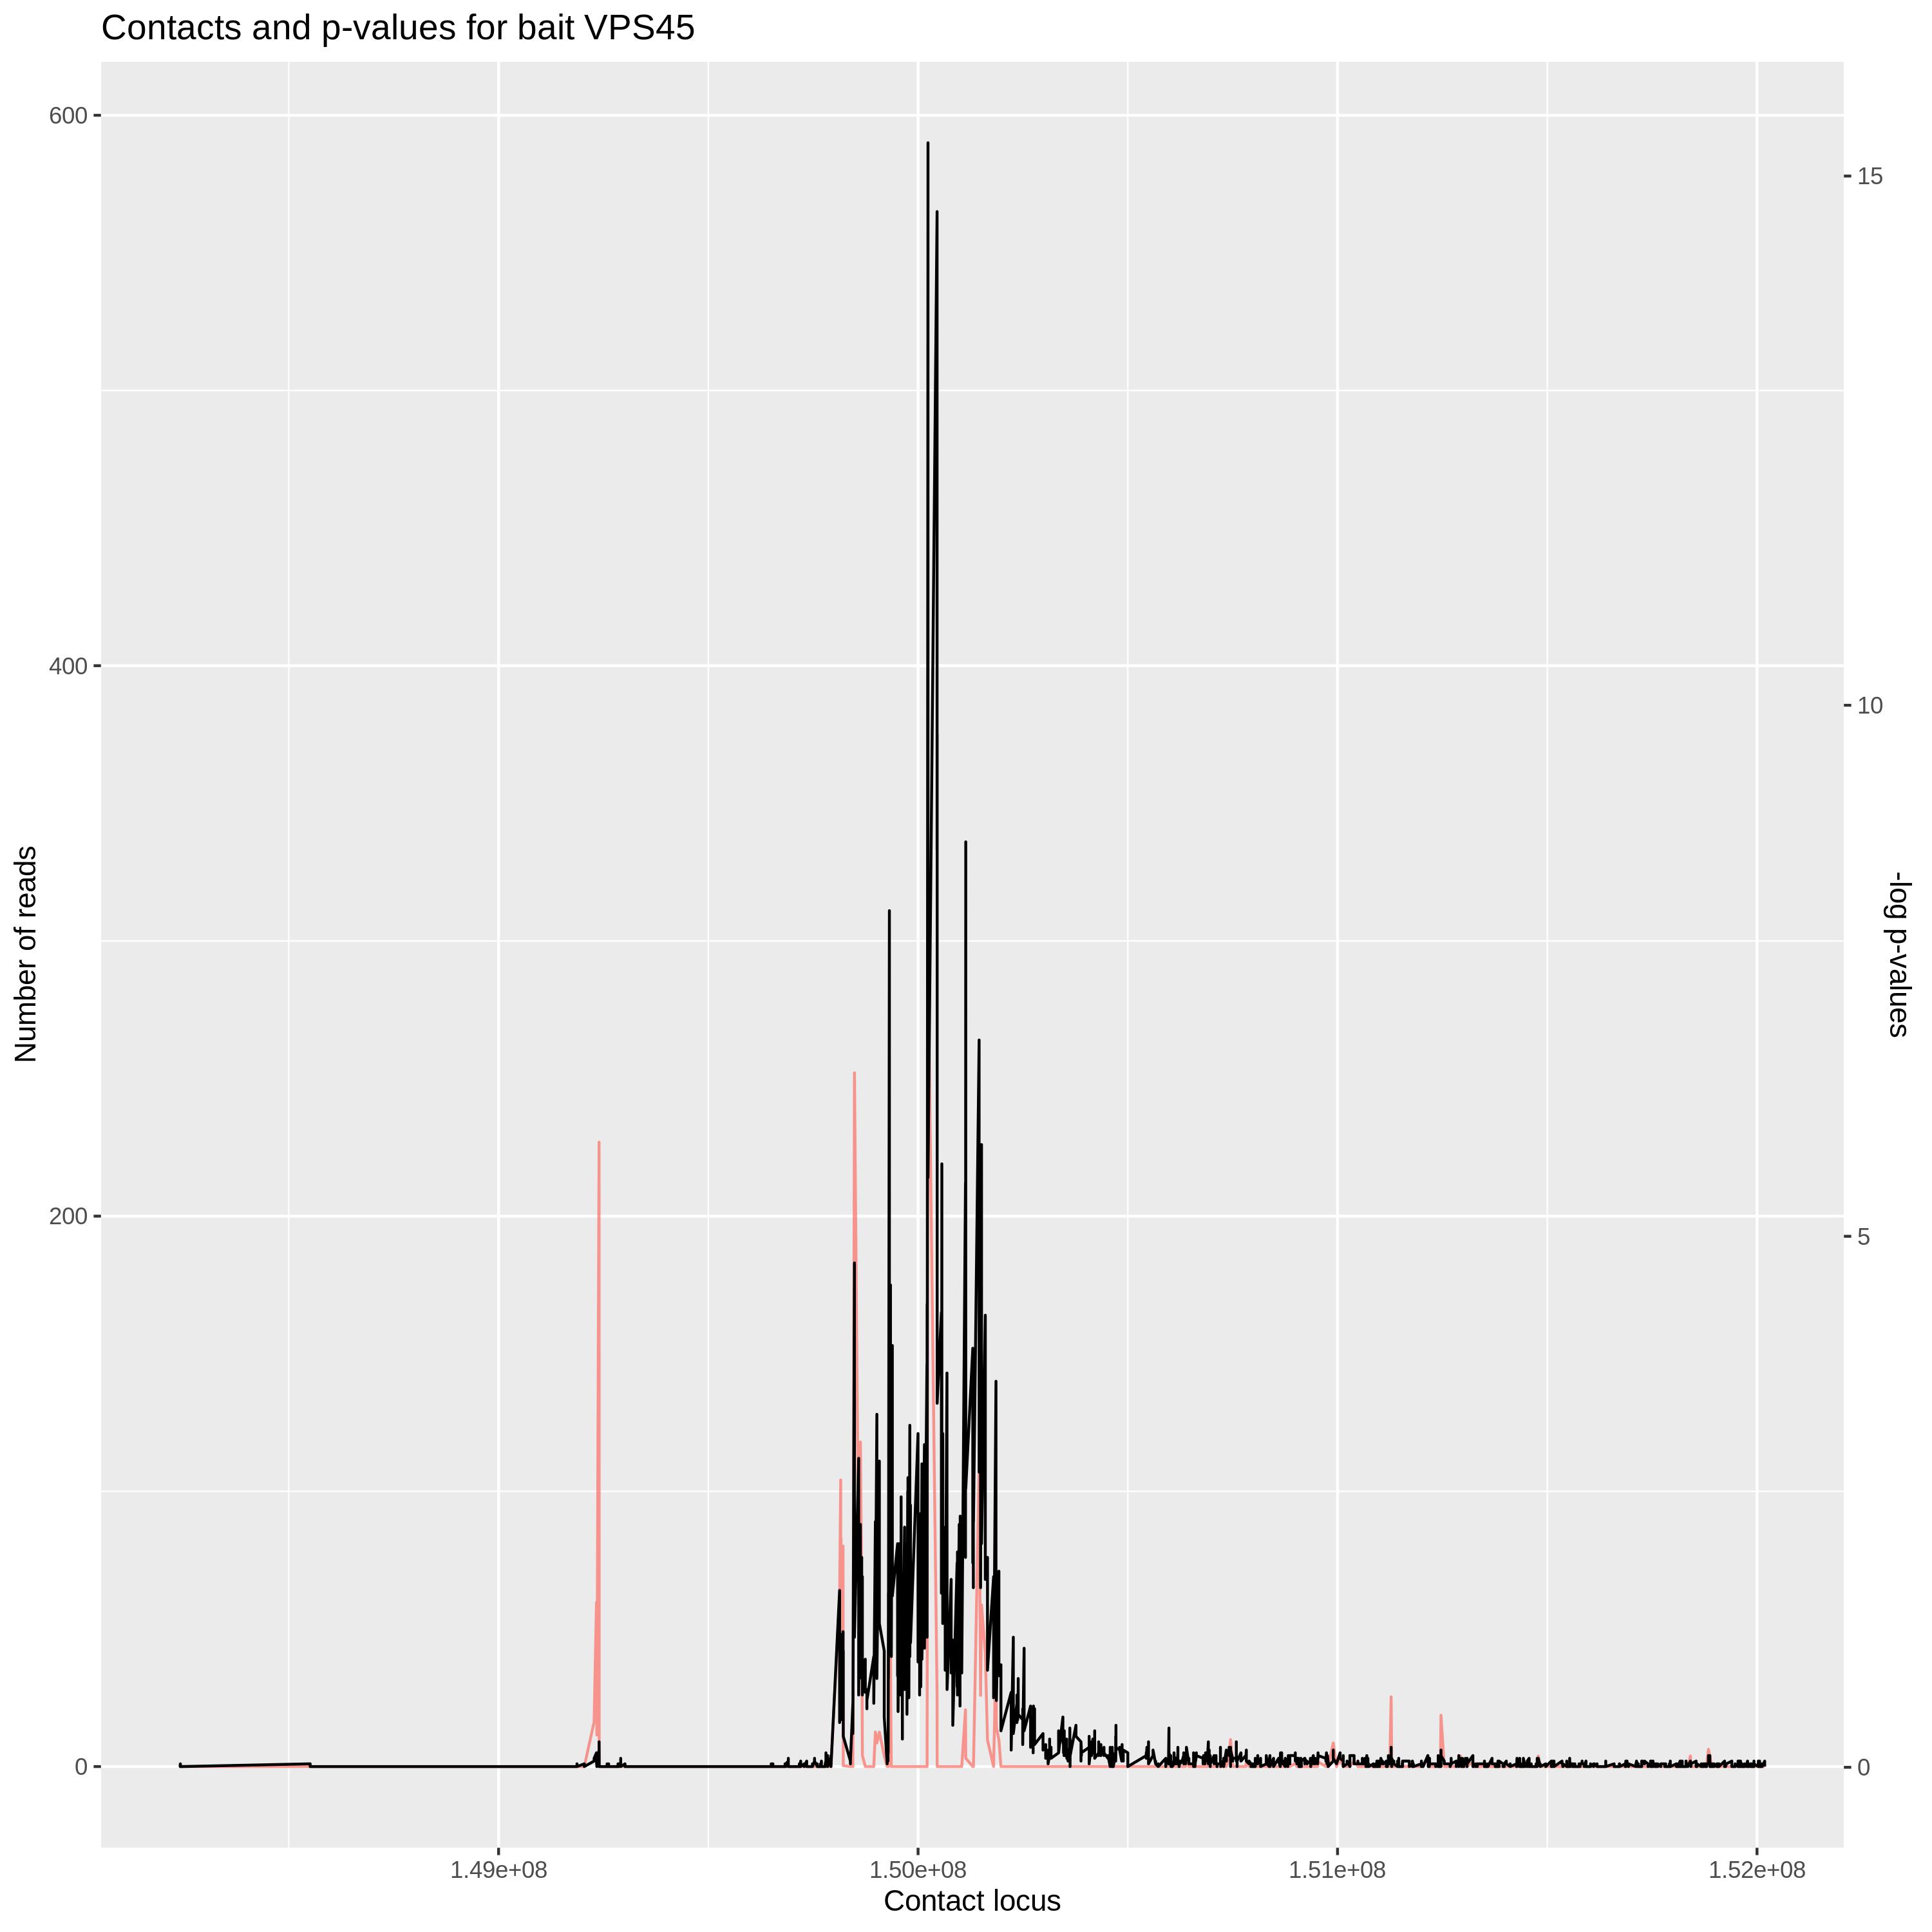 Contacts and p-values for bait VPS45
600
400
200
0
Number of reads
15
10
5
0
-log p-values
1.49e+08 1.50e+08 1.51e+08 1.52e+08
Contact locus